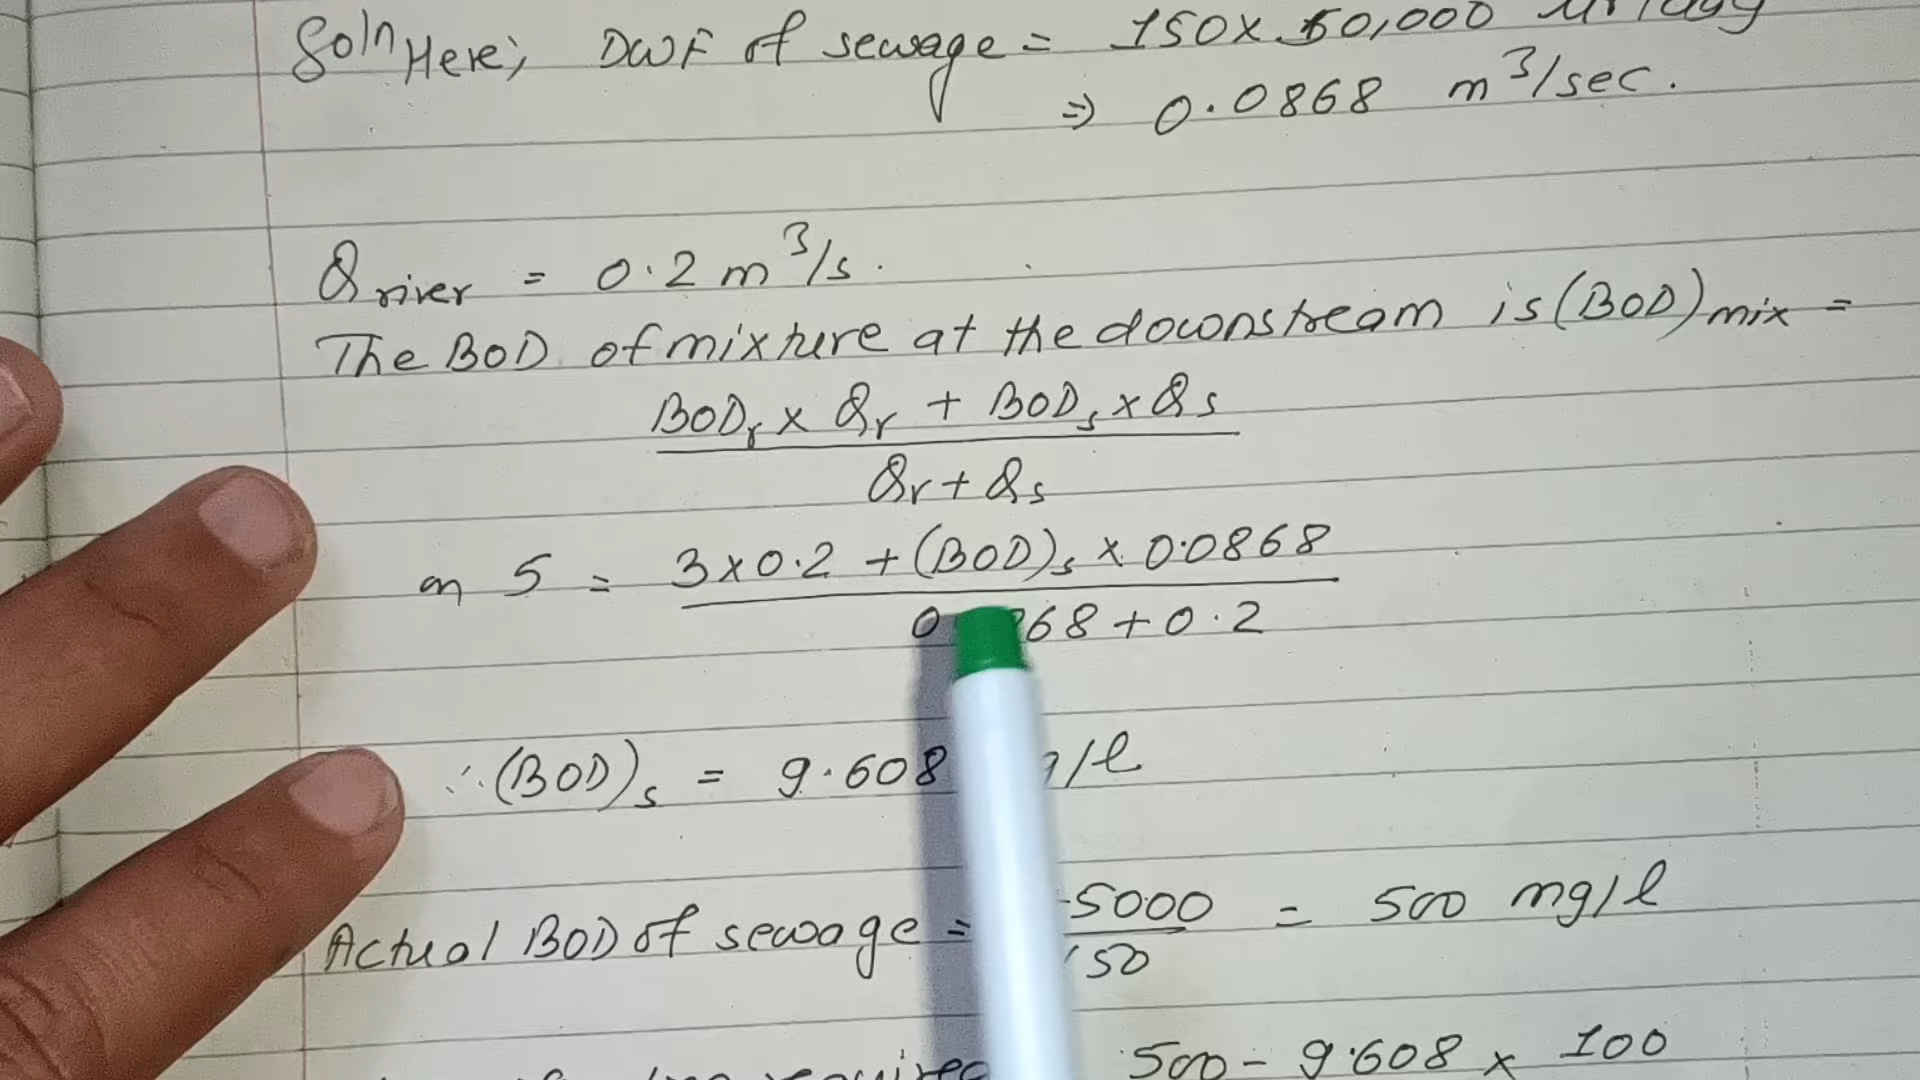 Soln Here; DWF of sewage = 150 x 50,000
=) 0.0868 m³/sec.
Qriver = 0.2 m³/s.
The BOD of mixture at the downstream is (BOD)mix =
BODr x Qr + BODs x Qs
Qr + Qs
5 = 3x0.2 + (BOD)s x 0.0868
0 68 + 0.2
∴ (BOD)s = 9.608 /l
Actual BOD of sewage = 5000 = 500 mg/l
150
500 - 9.608 x 100